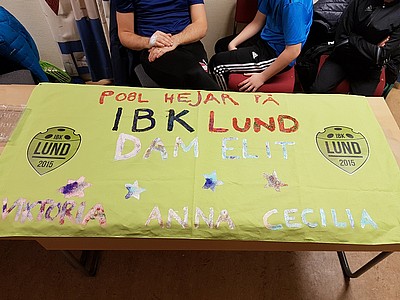 POBL HEJAR PÅ
IBK LUND
DAM ELIT
IBK
LUND
2015
IBK
LUND
2015
VIKTORIA ANNA CECILIA